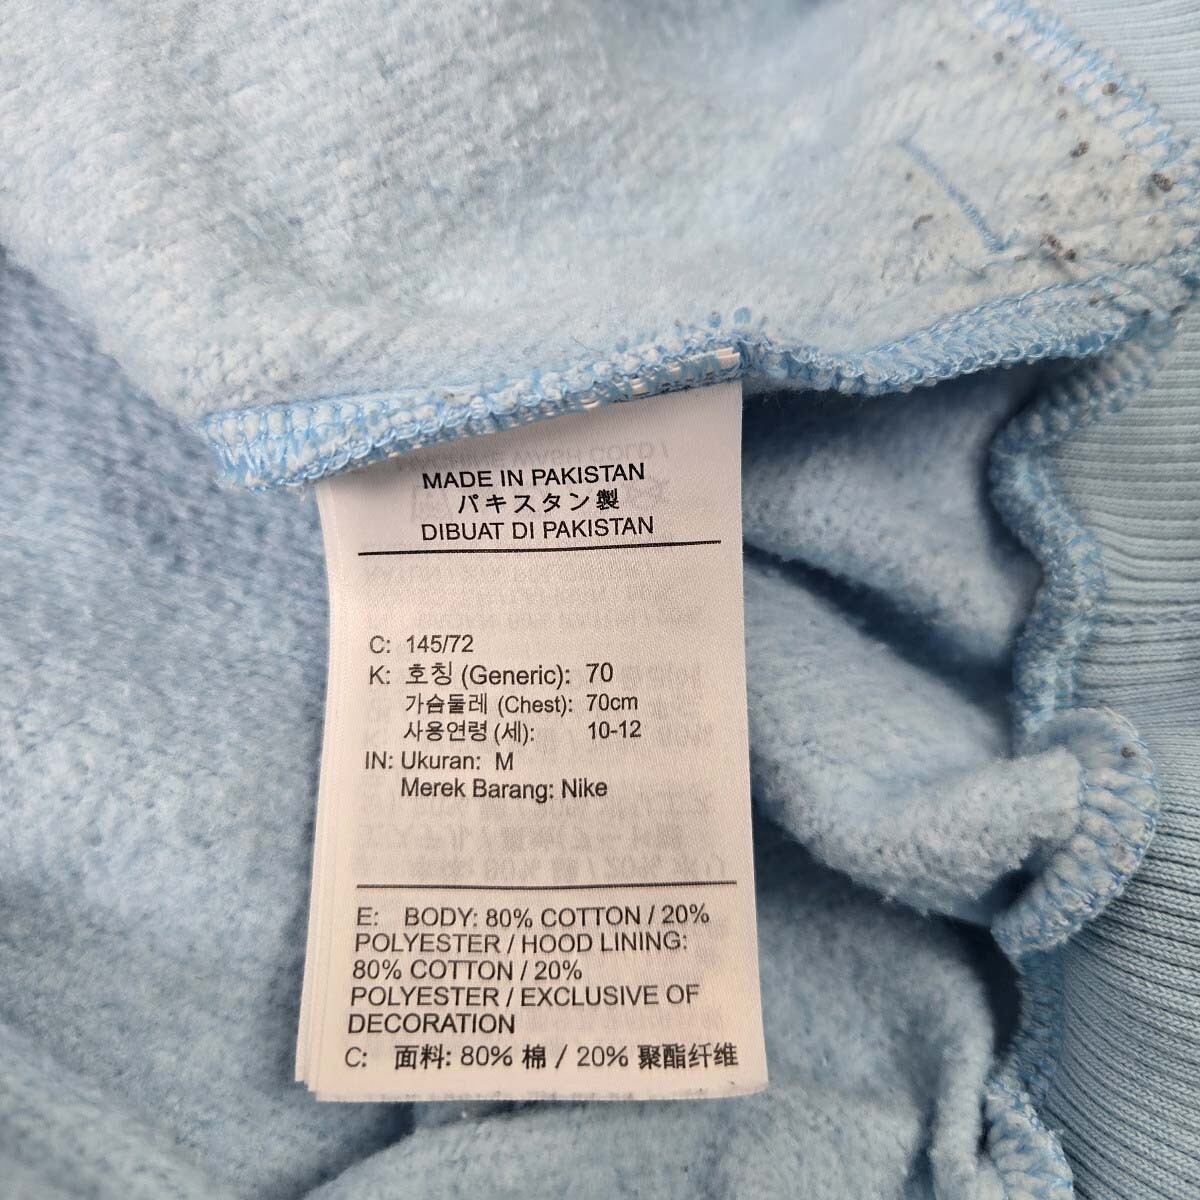 MADE IN PAKISTAN
パキスタン製
DIBUAT DI PAKISTAN
C: 145/72
K: 호칭 (Generic): 70
가슴둘레 (Chest): 70cm
사용연령 (세): 10-12
IN: Ukuran: M
Merek Barang: Nike
E: BODY: 80% COTTON / 20%
POLYESTER / HOOD LINING:
80% COTTON / 20%
POLYESTER / EXCLUSIVE OF
DECORATION
C: 面料: 80% 棉 / 20% 聚酯纤维